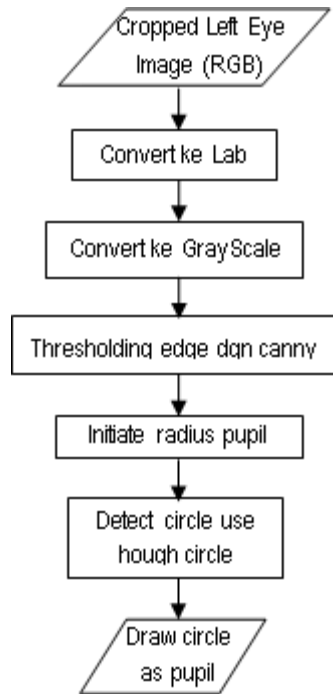 Cropped Left Eye
Image (RGB)
Convert ke Lab
Convert ke GrayScale
Thresholding edge dgn canny
Initiate radius pupil
Detect circle use
hough circle
Draw circle
as pupil